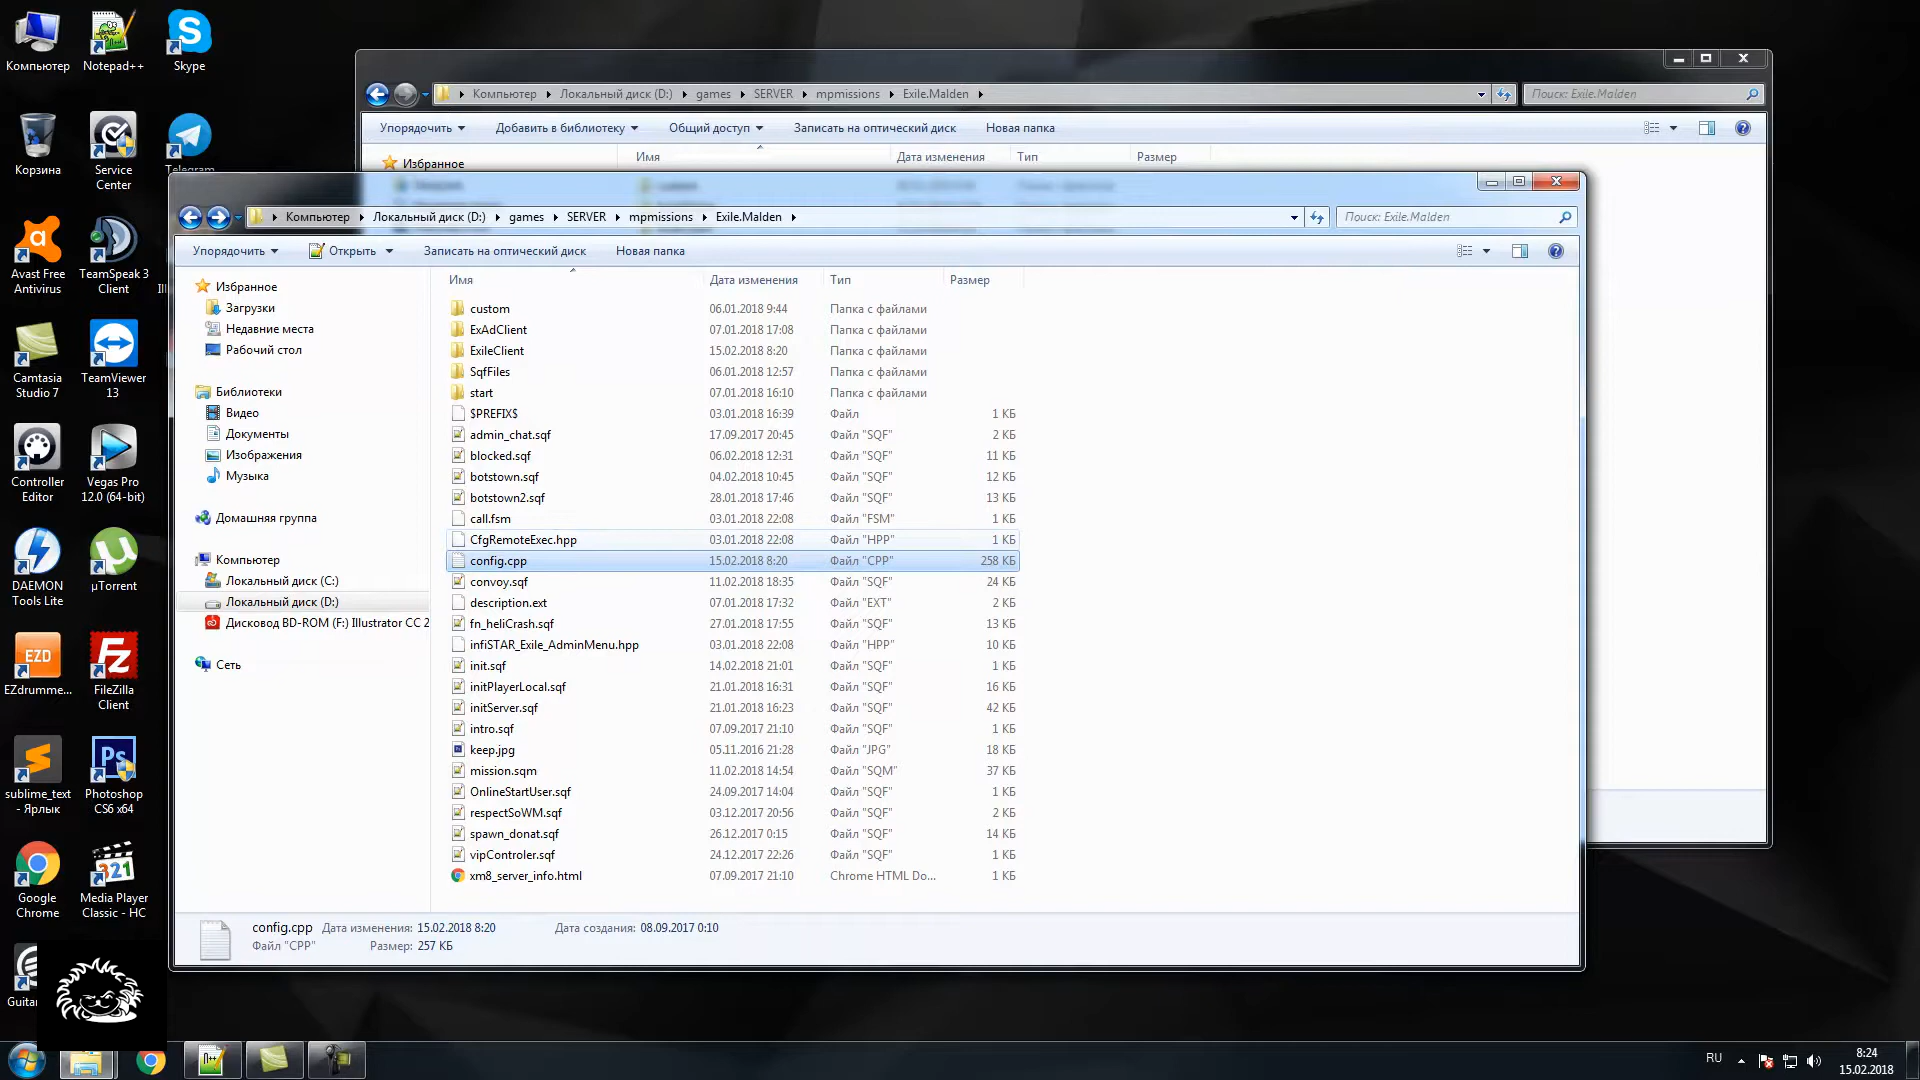 Компьютер
Notepad++
Skype
Корзина
Service Center
Telegram
Avast Free Antivirus
TeamSpeak 3 Client
Camtasia Studio 7
TeamViewer 13
Controller Editor
Vegas Pro 12.0 (64-bit)
DAEMON Tools Lite
µTorrent
EZD
EZdrumme...
FileZilla Client
sublime_text - Ярлык
Photoshop CS6 x64
Google Chrome
Media Player Classic - HC
Компьютер Локальный диск (D:) games SERVER mpmissions Exile.Malden
Поиск: Exile.Malden
Упорядочить Добавить в библиотеку Общий доступ Записать на оптический диск Новая папка
Избранное Имя Дата изменения Тип Размер
Компьютер Локальный диск (D:) games SERVER mpmissions Exile.Malden
Поиск: Exile.Malden
Упорядочить Открыть Записать на оптический диск Новая папка
Избранное
Загрузки
Недавние места
Рабочий стол
Библиотеки
Видео
Документы
Изображения
Музыка
Домашняя группа
Компьютер
Локальный диск (C:)
Локальный диск (D:)
Дисковод BD-ROM (F:) Illustrator CC 2
Сеть
Имя Дата изменения Тип Размер
custom 06.01.2018 9:44 Папка с файлами
ExAdClient 07.01.2018 17:08 Папка с файлами
ExileClient 15.02.2018 8:20 Папка с файлами
SqfFiles 06.01.2018 12:57 Папка с файлами
start 07.01.2018 16:10 Папка с файлами
$PREFIX$ 03.01.2018 16:39 Файл 1 КБ
admin_chat.sqf 17.09.2017 20:45 Файл "SQF" 2 КБ
blocked.sqf 06.02.2018 12:31 Файл "SQF" 11 КБ
botstown.sqf 04.02.2018 10:45 Файл "SQF" 12 КБ
botstown2.sqf 28.01.2018 17:46 Файл "SQF" 13 КБ
call.fsm 03.01.2018 22:08 Файл "FSM" 1 КБ
CfgRemoteExec.hpp 03.01.2018 22:08 Файл "HPP" 1 КБ
config.cpp 15.02.2018 8:20 Файл "CPP" 258 КБ
convoy.sqf 11.02.2018 18:35 Файл "SQF" 24 КБ
description.ext 07.01.2018 17:32 Файл "EXT" 2 КБ
fn_heliCrash.sqf 27.01.2018 17:55 Файл "SQF" 13 КБ
infiSTAR_Exile_AdminMenu.hpp 03.01.2018 22:08 Файл "HPP" 10 КБ
init.sqf 14.02.2018 21:01 Файл "SQF" 1 КБ
initPlayerLocal.sqf 21.01.2018 16:31 Файл "SQF" 16 КБ
initServer.sqf 21.01.2018 16:23 Файл "SQF" 42 КБ
intro.sqf 07.09.2017 21:10 Файл "SQF" 1 КБ
keep.jpg 05.11.2016 21:28 Файл "JPG" 18 КБ
mission.sqm 11.02.2018 14:54 Файл "SQM" 37 КБ
OnlineStartUser.sqf 24.09.2017 14:04 Файл "SQF" 1 КБ
respectSoWM.sqf 03.12.2017 20:56 Файл "SQF" 2 КБ
spawn_donat.sqf 26.12.2017 0:15 Файл "SQF" 14 КБ
vipControler.sqf 24.12.2017 22:26 Файл "SQF" 1 КБ
xm8_server_info.html 07.09.2017 21:10 Chrome HTML Do... 1 КБ
config.cpp Дата изменения: 15.02.2018 8:20 Дата создания: 08.09.2017 0:10
Файл "CPP" Размер: 257 КБ
RU
8:24
15.02.2018